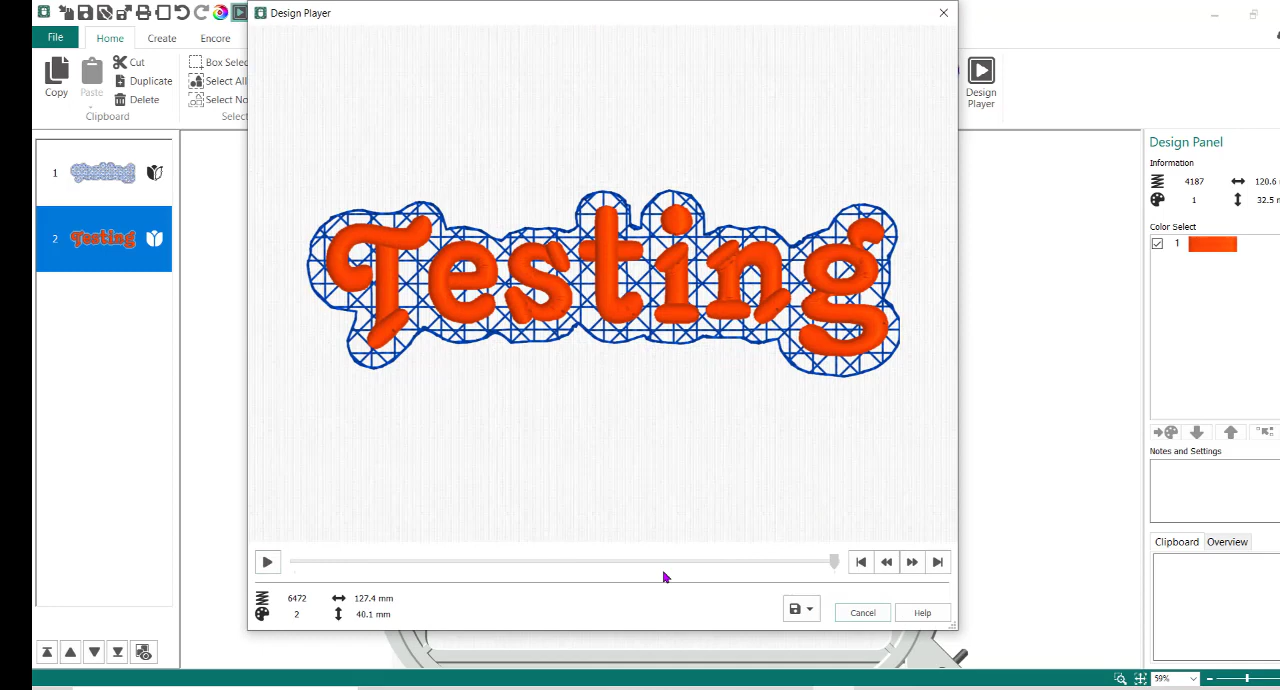 Design Player
File
Home
Create
Encore
Copy
Paste
Cut
Duplicate
Delete
Clipboard
Box Selec
Select All
Select No
Select
Design
Player
1
2
Testing
Testing
Design Panel
Information
4187
120.6
1
32.5
Color Select
1
Notes and Settings
Clipboard
Overview
6472
127.4 mm
2
40.1 mm
Cancel
Help
59%